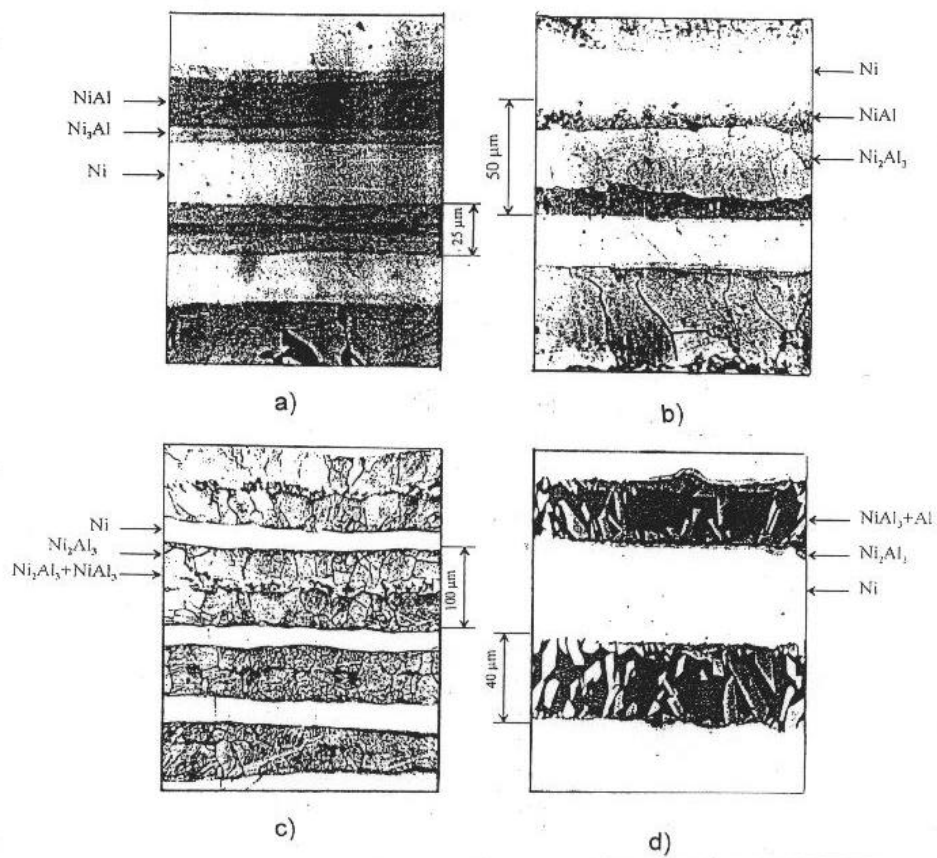 NiAl
Ni₃Al
Ni
25 µm
a)
Ni
NiAl
Ni₂Al₃
50 µm
b)
Ni
Ni₂Al₃
Ni₂Al₃+NiAl₃
100 µm
c)
NiAl₃+Al
Ni₂Al₃
Ni
40 µm
d)